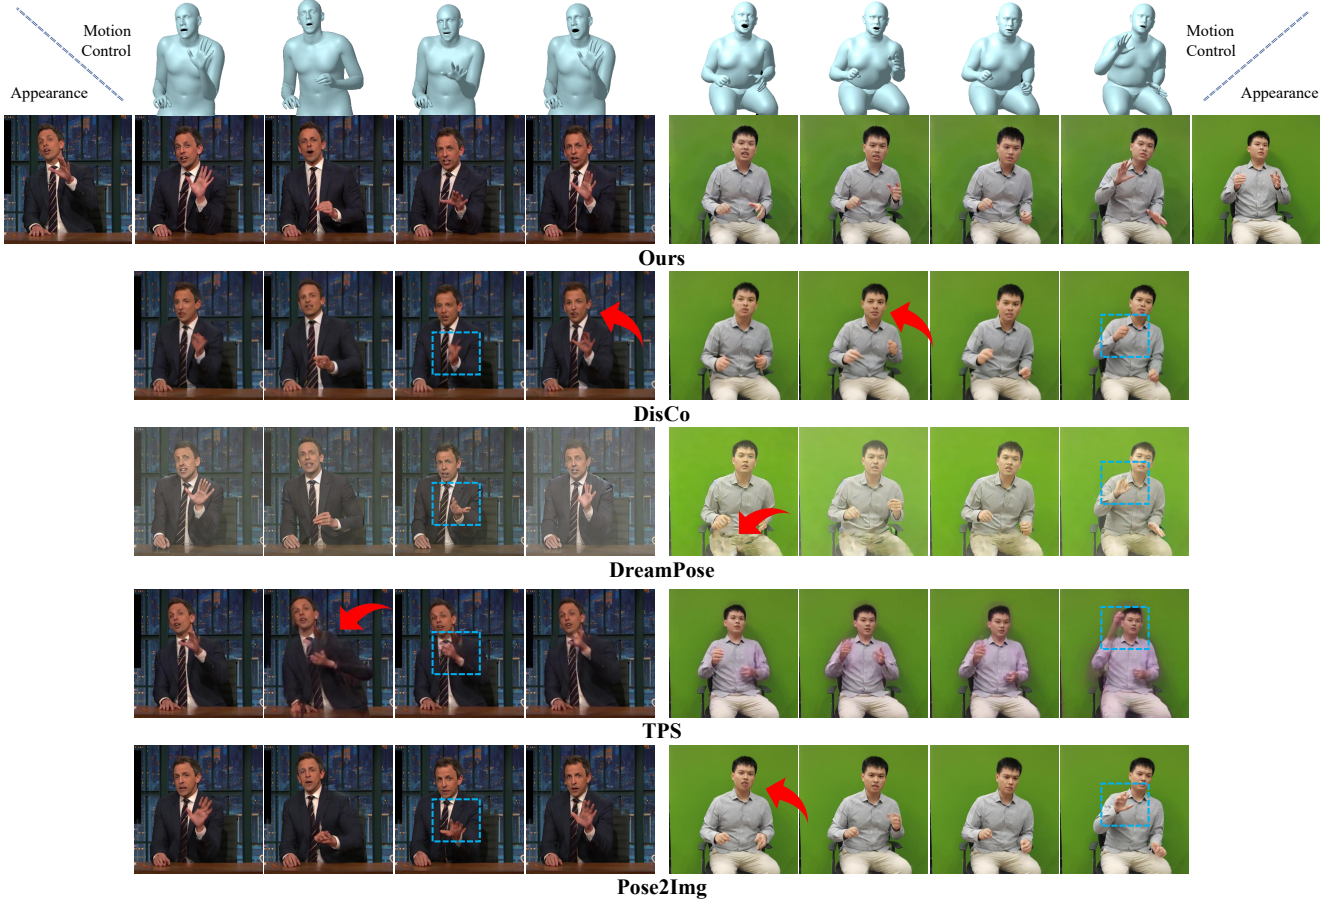 Motion
Control
Appearance
Motion
Control
Appearance
Ours
DisCo
DreamPose
TPS
Pose2Img